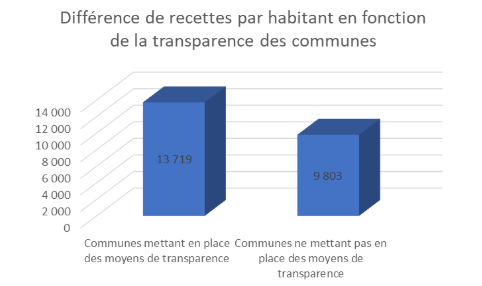 Différence de recettes par habitant en fonction
de la transparence des communes
14 000
12 000
10 000
8 000
6 000
4 000
2 000
0
13 719
9 803
Communes mettant en place
des moyens de transparence
Communes ne mettant pas en
place des moyens de
transparence